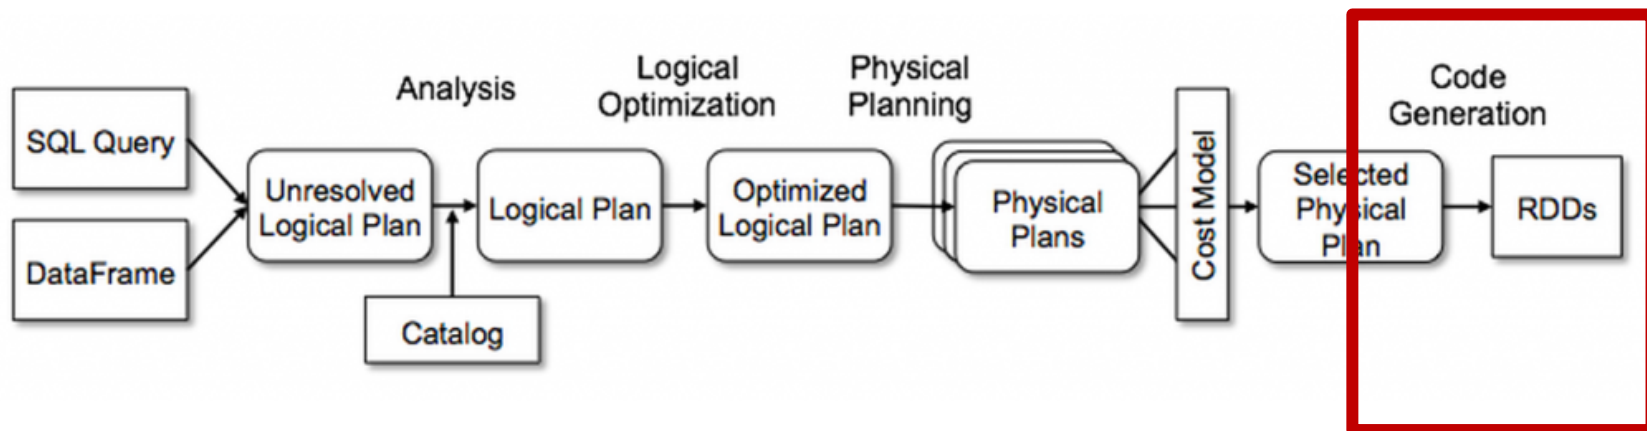 SQL Query
DataFrame
Analysis
Unresolved
Logical Plan
Catalog
Logical Plan
Logical
Optimization
Optimized
Logical Plan
Physical
Planning
Physical
Plans
Cost Model
Selected
Physical
Plan
Code
Generation
RDDs